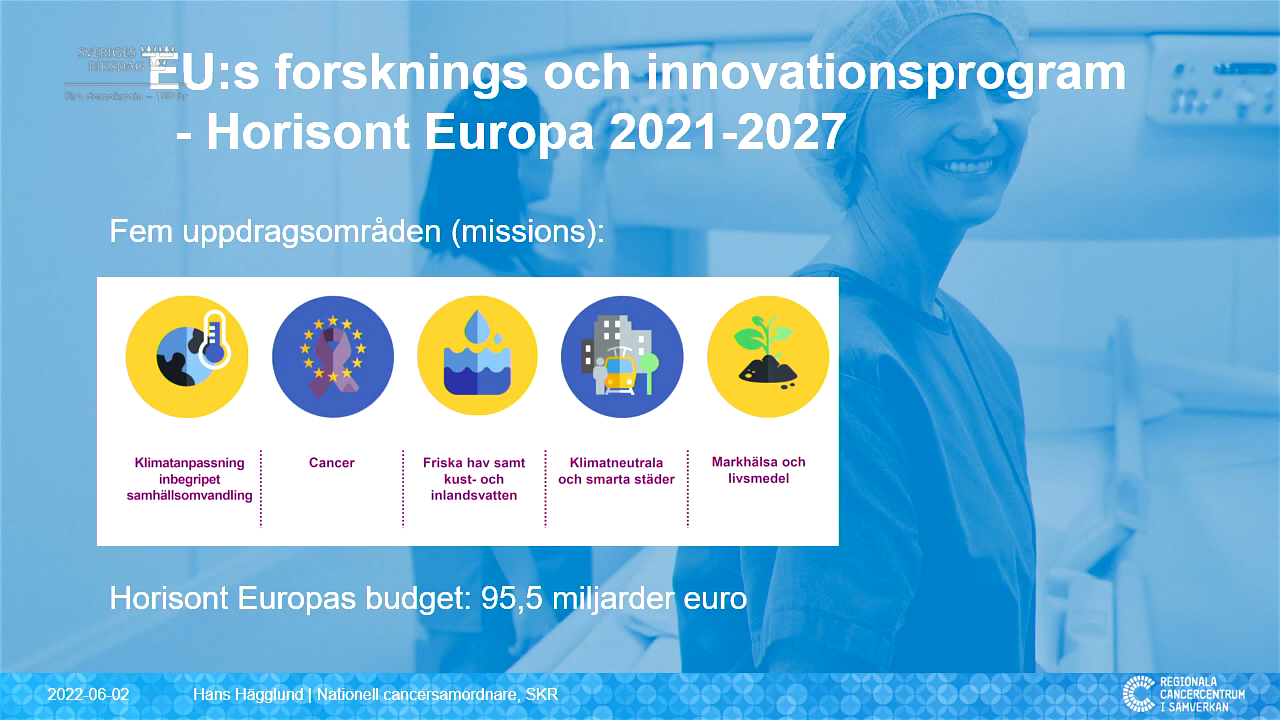 SVERIGES
RIKSDAG
EU:s forsknings och innovationsprogram
- Horisont Europa 2021-2027
Fem uppdragsområden (missions):
Klimatanpassning
inbegripet
samhällsomvandling
Cancer
Friska hav samt
kust- och
inlandsvatten
Klimatneutrala
och smarta städer
Markhälsa och
livsmedel
Horisont Europas budget: 95,5 miljarder euro
2022-06-02
Hans Hägglund | Nationell cancersamordnare, SKR
REGIONALA
CANCERCENTRUM
I SAMVERKAN